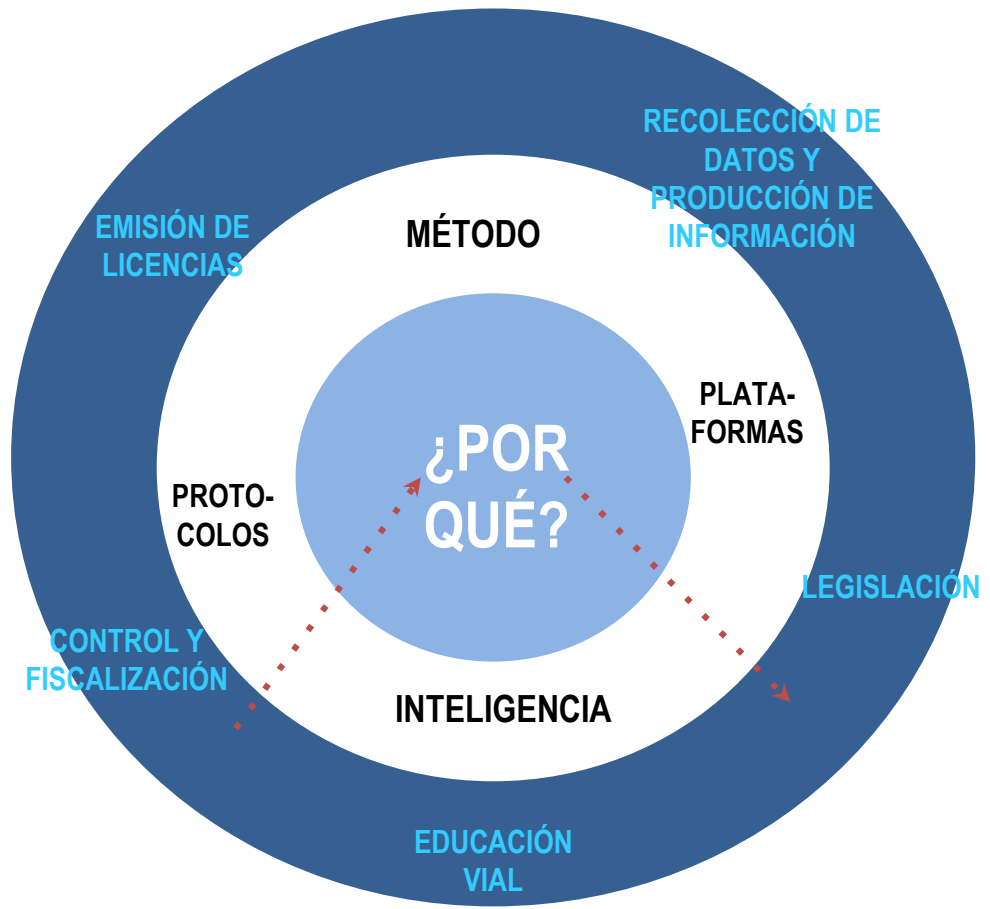 RECOLECCIÓN DE
DATOS Y
PRODUCCIÓN DE
INFORMACIÓN
EMISIÓN DE
LICENCIAS
MÉTODO
PLATA-
FORMAS
¿POR
QUÉ?
PROTO-
COLOS
LEGISLACIÓN
CONTROL Y
FISCALIZACIÓN
INTELIGENCIA
EDUCACIÓN
VIAL